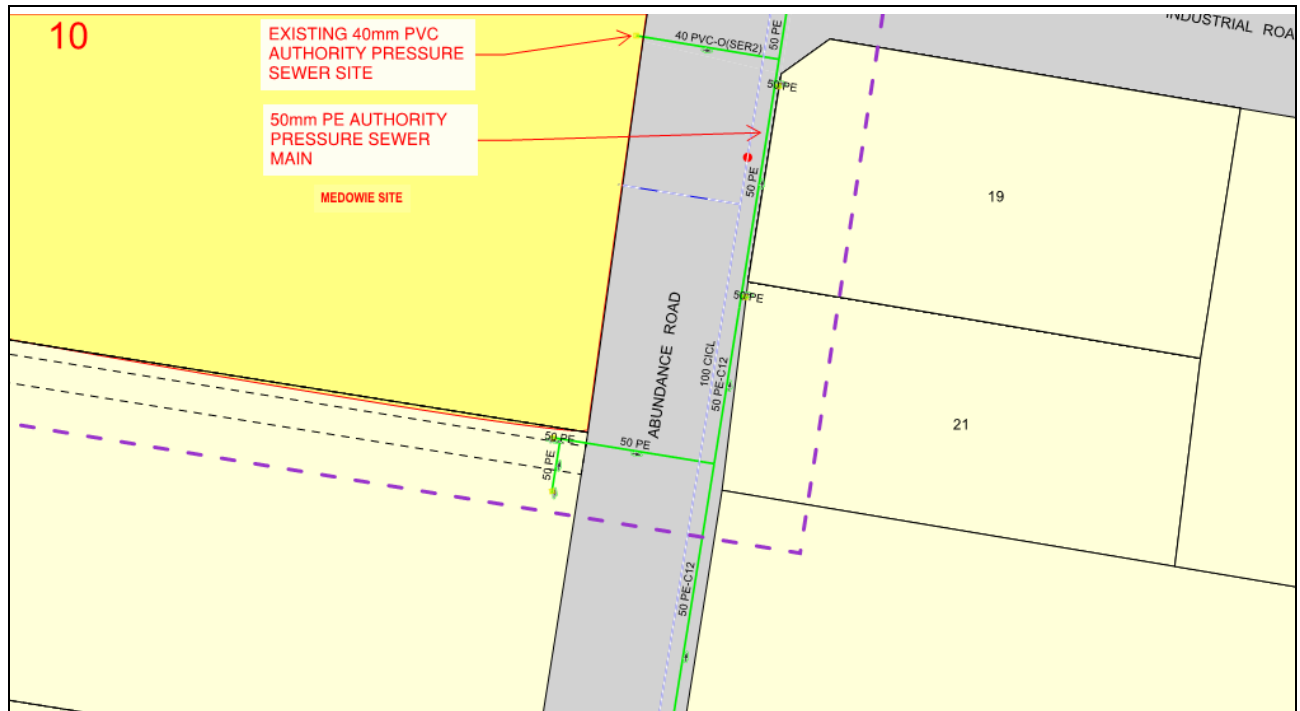 10
EXISTING 40mm PVC
AUTHORITY PRESSURE
SEWER SITE
40 PVC-O(SER2)
50 PE
INDUSTRIAL ROA
50 PE
50mm PE AUTHORITY
PRESSURE SEWER
MAIN
50 PE
MEDOWIE SITE
19
50 PE
ABUNDANCE ROAD
100 CICL
50 PE-C12
21
50 PE
50 PE
50 PE
50 PE-C12